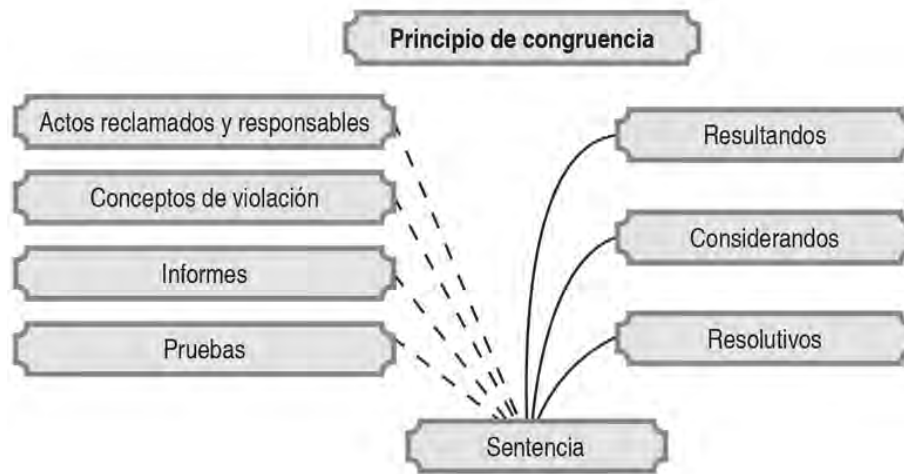 Principio de congruencia
Actos reclamados y responsables
Conceptos de violación
Informes
Pruebas
Resultandos
Considerandos
Resolutivos
Sentencia